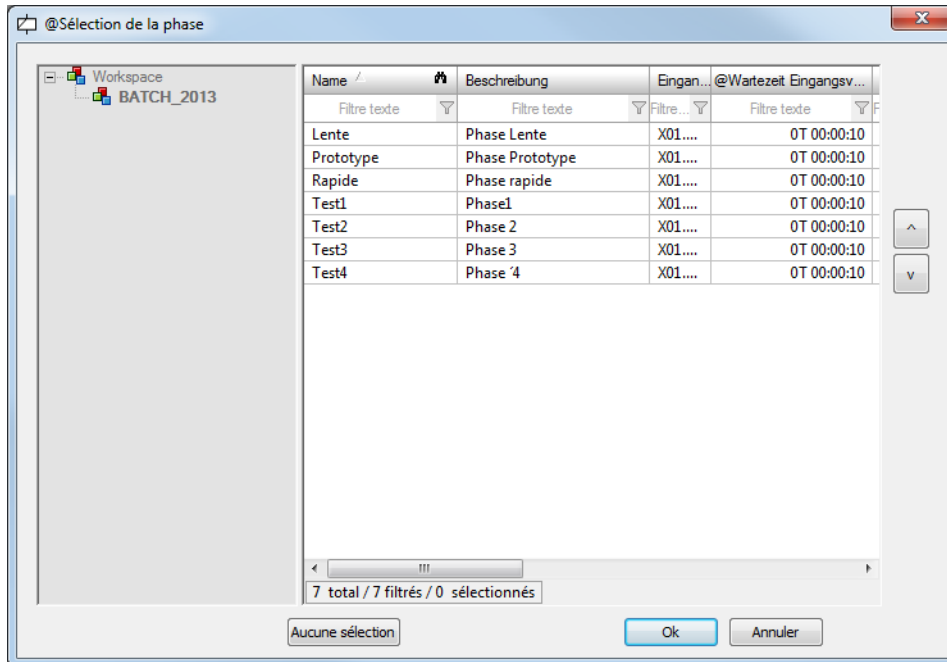 @Sélection de la phase
Workspace
BATCH_2013
Name Beschreibung Eingan... @Wartezeit Eingangsv...
Filtre texte Filtre texte Filtre... Filtre texte F
Lente Phase Lente X01.... 0T 00:00:10
Prototype Phase Prototype X01.... 0T 00:00:10
Rapide Phase rapide X01.... 0T 00:00:10
Test1 Phase1 X01.... 0T 00:00:10
Test2 Phase 2 X01.... 0T 00:00:10
Test3 Phase 3 X01.... 0T 00:00:10
Test4 Phase ´4 X01.... 0T 00:00:10
^
v
7 total / 7 filtrés / 0 sélectionnés
Aucune sélection Ok Annuler